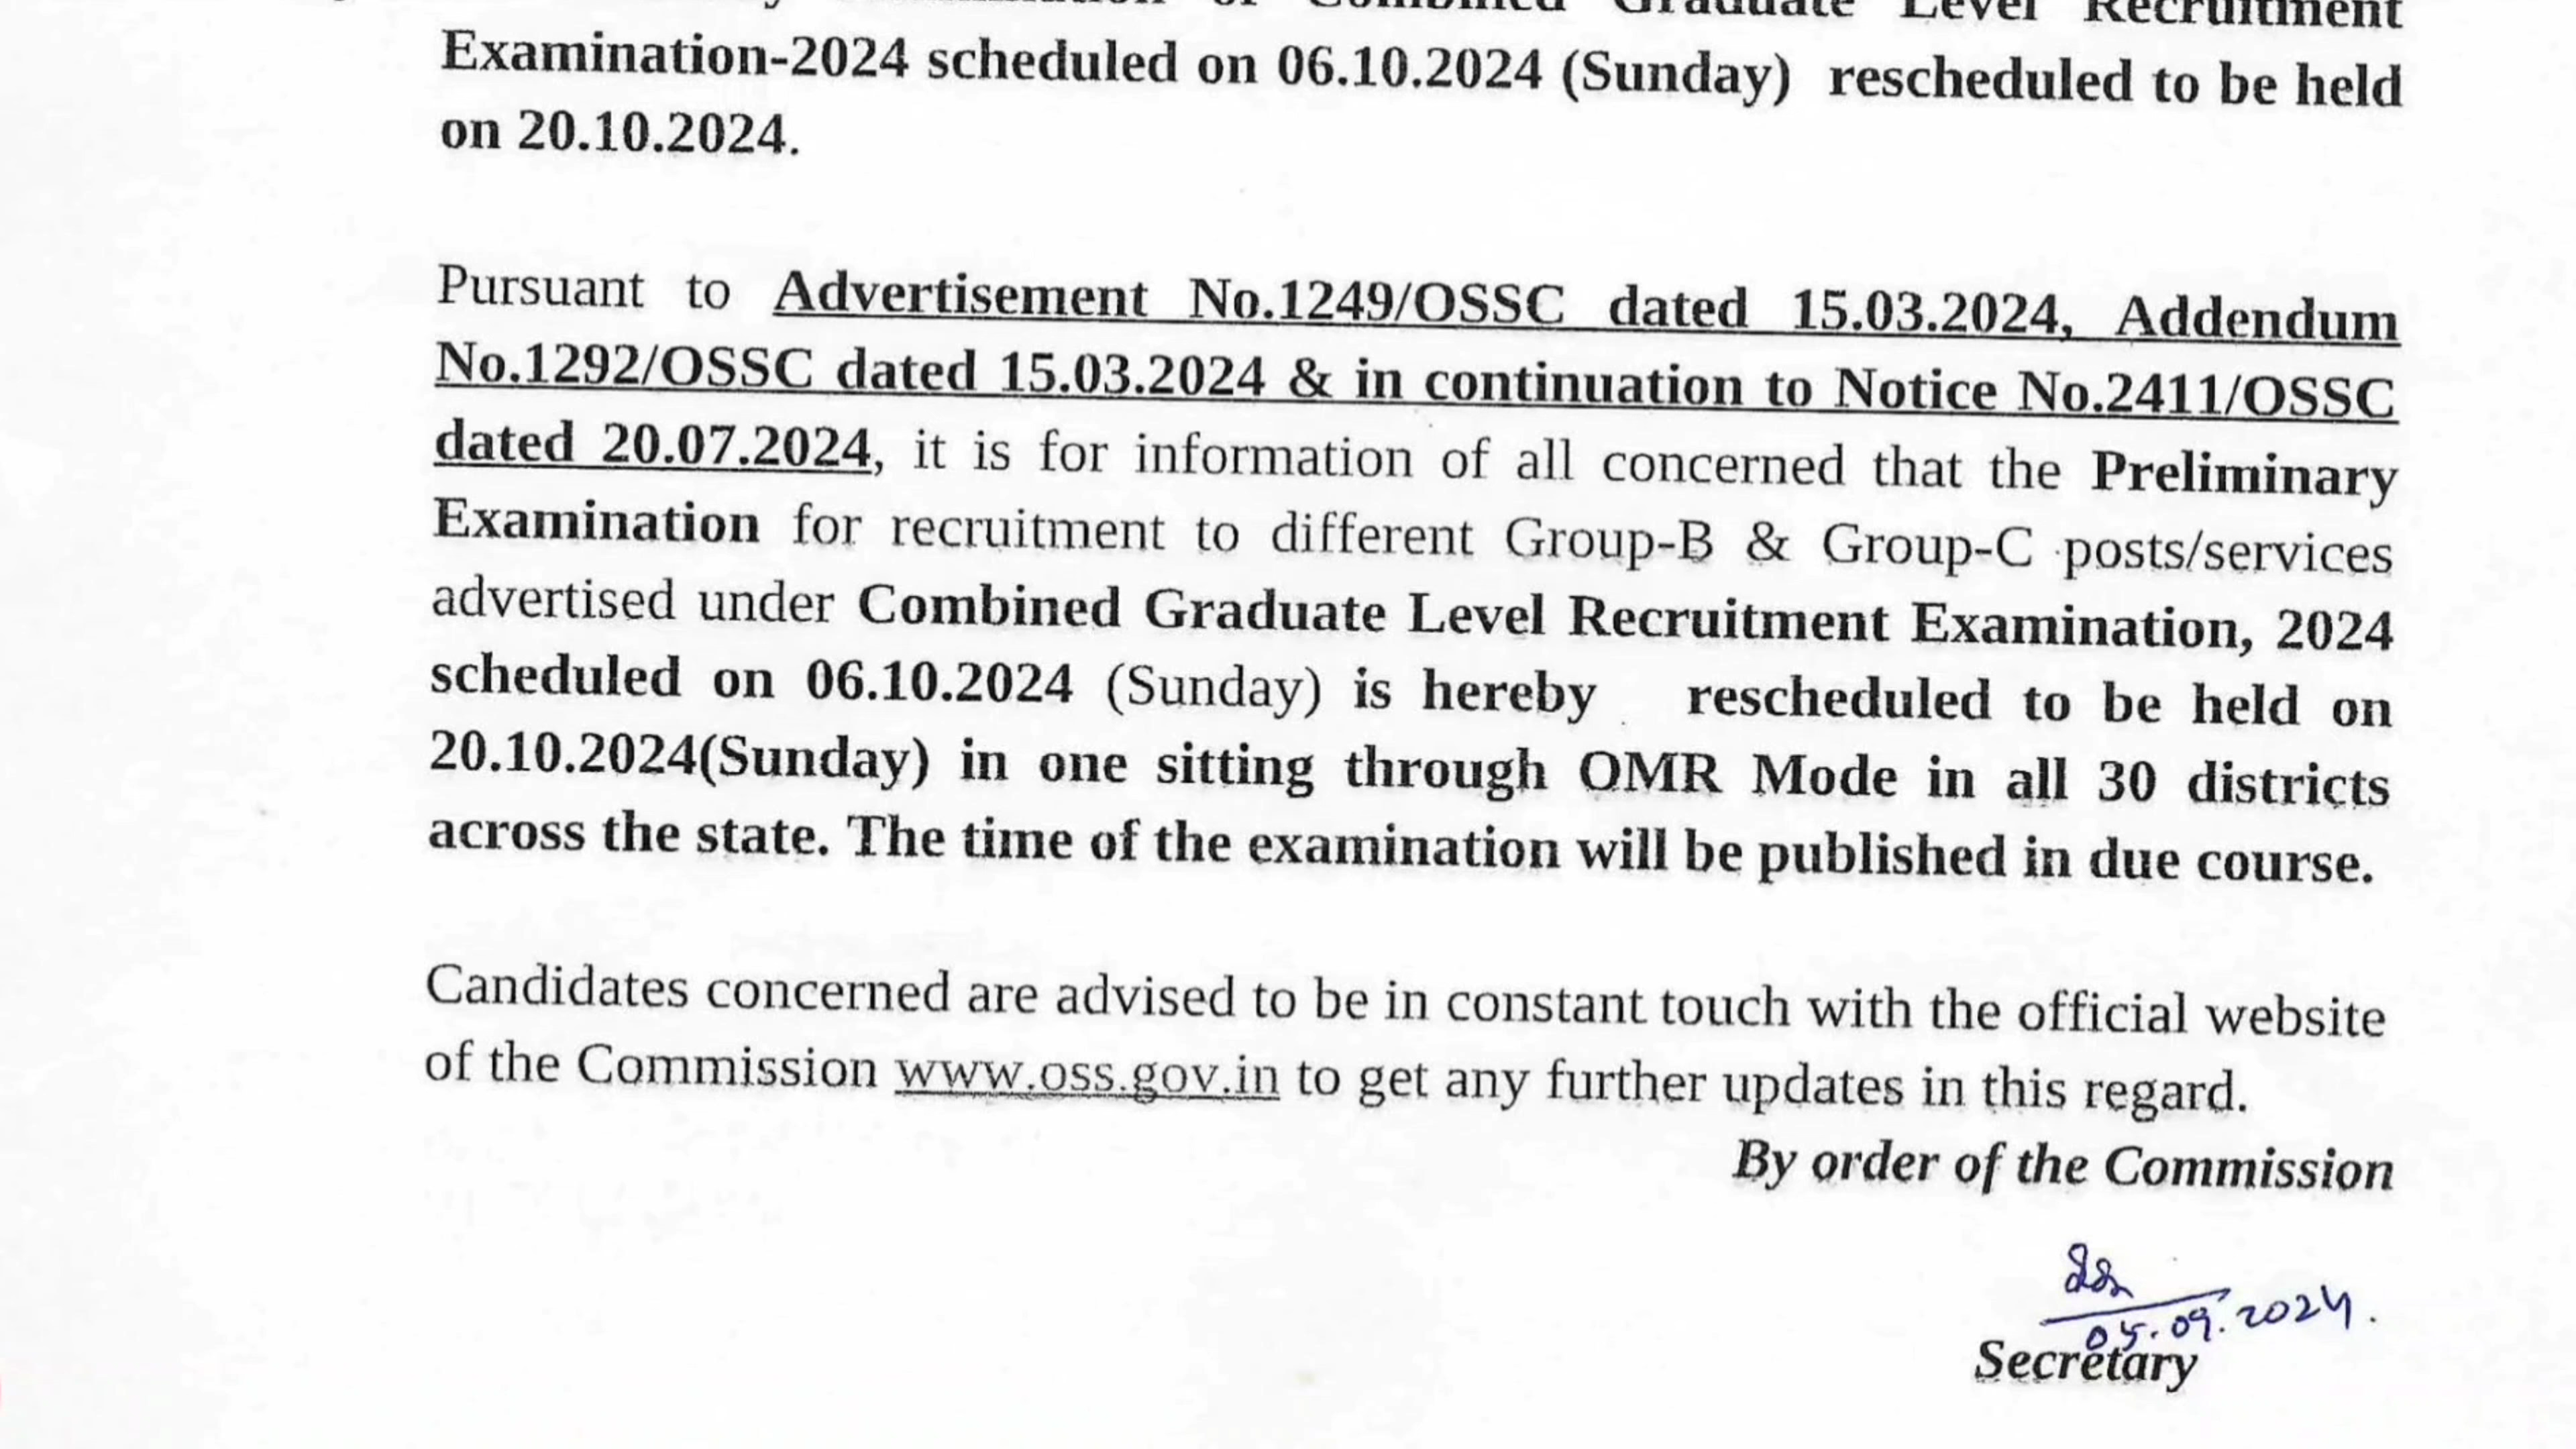 of Combined Graduate Level Recruitment
Examination-2024 scheduled on 06.10.2024 (Sunday) rescheduled to be held
on 20.10.2024.
Pursuant to Advertisement No.1249/OSSC dated 15.03.2024, Addendum
No.1292/OSSC dated 15.03.2024 & in continuation to Notice No.2411/OSSC
dated 20.07.2024, it is for information of all concerned that the Preliminary
Examination for recruitment to different Group-B & Group-C posts/services
advertised under Combined Graduate Level Recruitment Examination, 2024
scheduled on 06.10.2024 (Sunday) is hereby rescheduled to be held on
20.10.2024(Sunday) in one sitting through OMR Mode in all 30 districts
across the state. The time of the examination will be published in due course.
Candidates concerned are advised to be in constant touch with the official website
of the Commission www.oss.gov.in to get any further updates in this regard.
By order of the Commission
05.09.2024.
Secretary